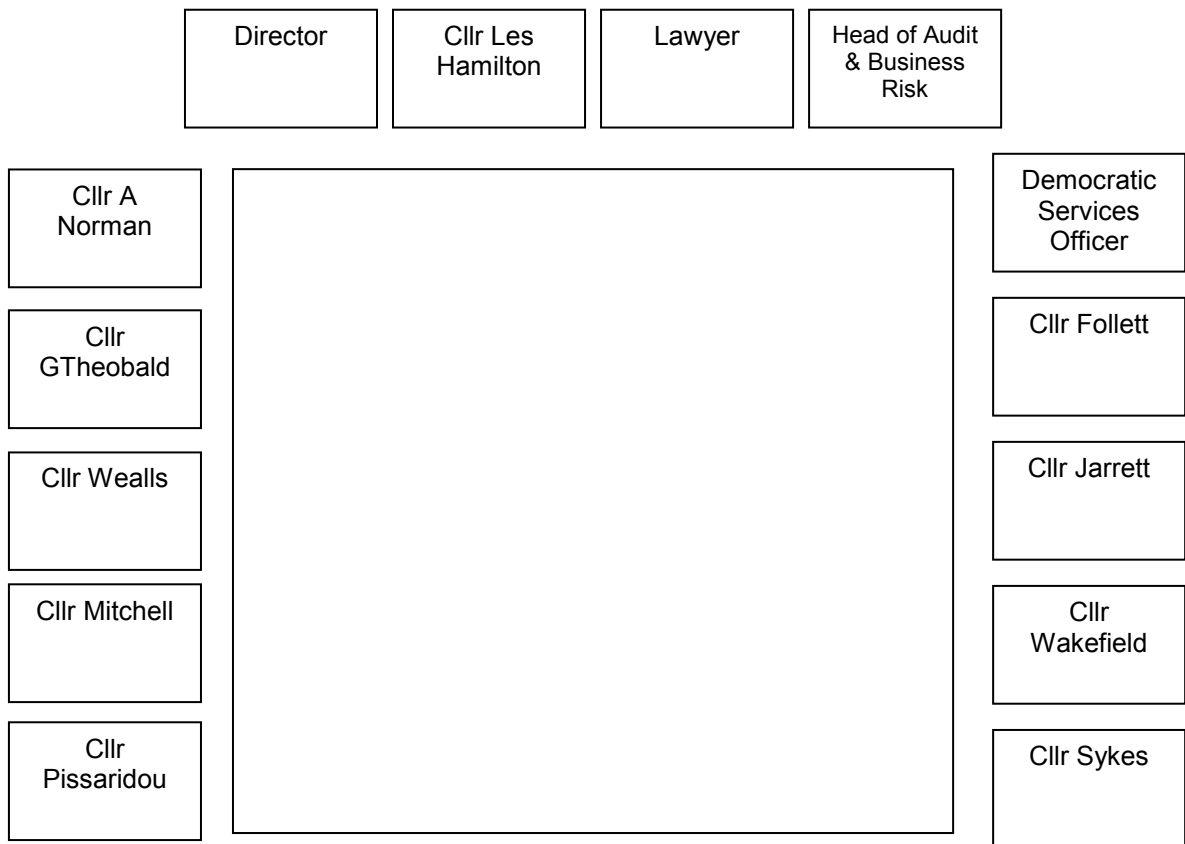 Director
Cllr Les
Hamilton
Lawyer
Head of Audit
& Business
Risk
Cllr A
Norman
Cllr
GTheobald
Cllr Wealls
Cllr Mitchell
Cllr
Pissaridou
Democratic
Services
Officer
Cllr Follett
Cllr Jarrett
Cllr
Wakefield
Cllr Sykes